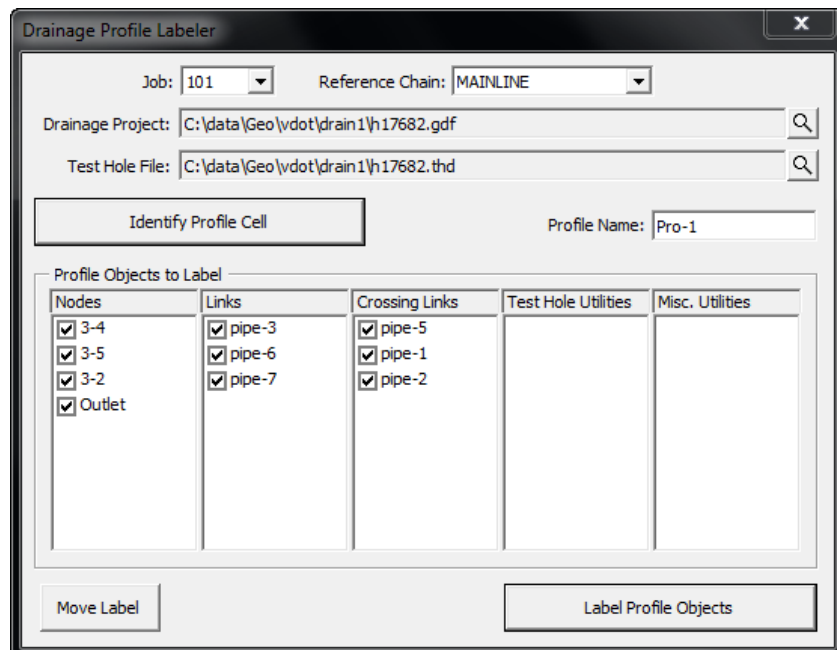 Drainage Profile Labeler
Job: 101 Reference Chain: MAINLINE
Drainage Project: C:\data\Geo\vdot\drain1\h17682.gdf
Test Hole File: C:\data\Geo\vdot\drain1\h17682.thd
Identify Profile Cell Profile Name: Pro-1
Profile Objects to Label
Nodes Links Crossing Links Test Hole Utilities Misc. Utilities
3-4 pipe-3 pipe-5
3-5 pipe-6 pipe-1
3-2 pipe-7 pipe-2
Outlet
Move Label Label Profile Objects